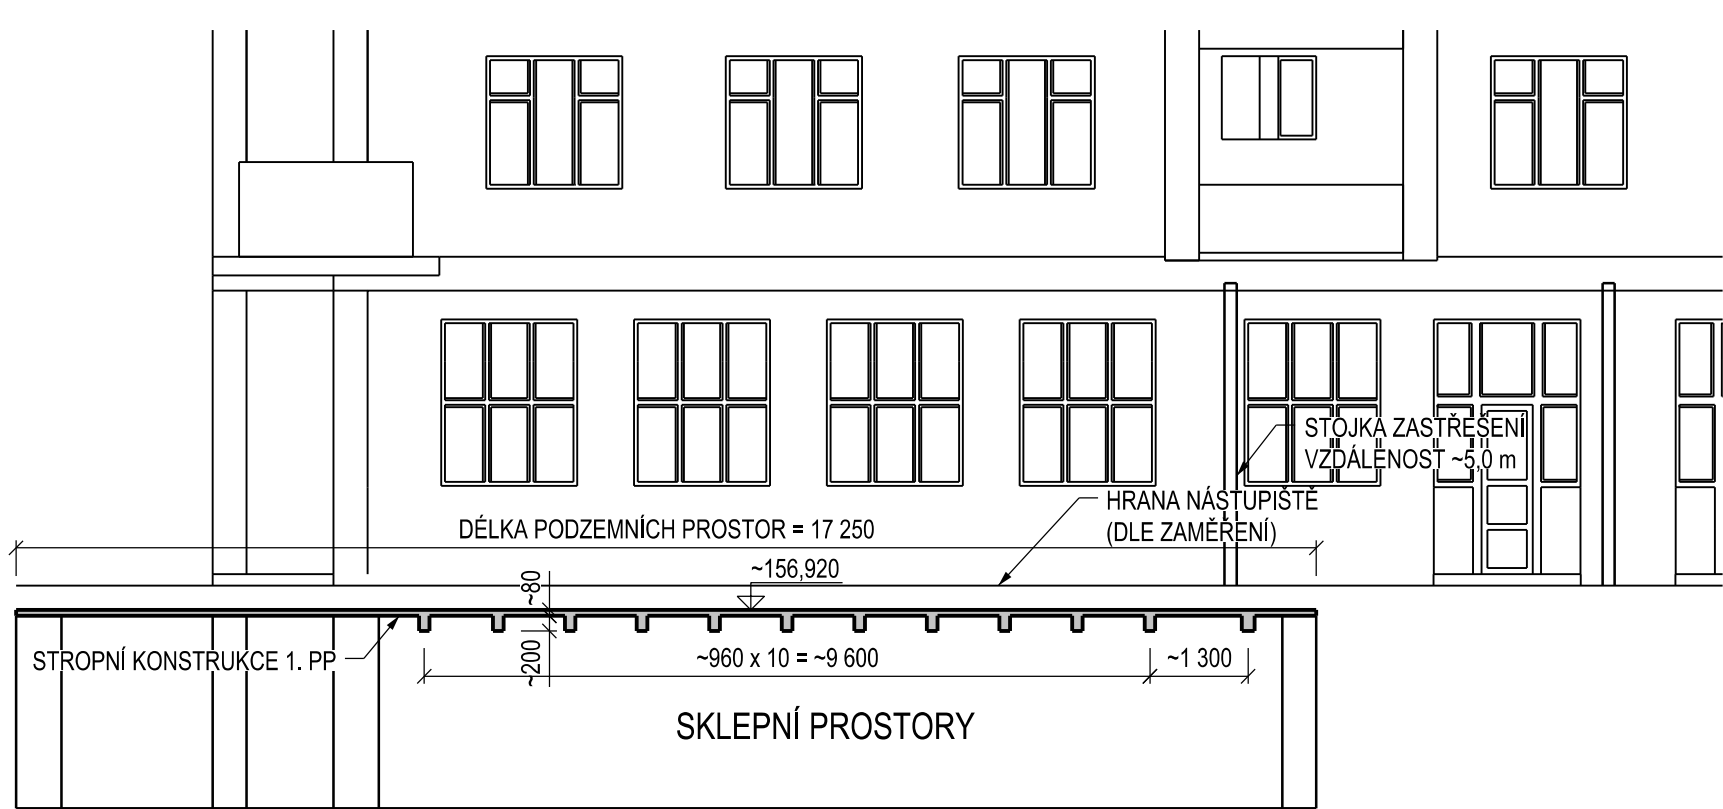 STOJKA ZASTŘEŠENÍ
VZDÁLENOST ~5,0 m
HRANA NÁSTUPIŠTĚ
(DLE ZAMĚŘENÍ)
DÉLKA PODZEMNÍCH PROSTOR = 17 250
~156,920
~80
~200
STROPNÍ KONSTRUKCE 1. PP
~960 x 10 = ~9 600
~1 300
SKLEPNÍ PROSTORY